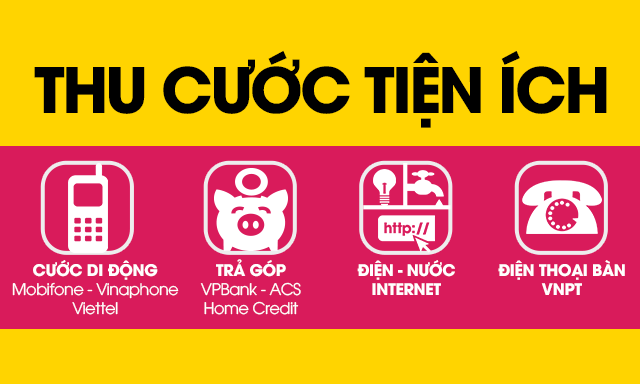 THU CƯỚC TIỆN ÍCH
http://
CƯỚC DI ĐỘNG
Mobifone - Vinaphone
Viettel
TRẢ GÓP
VPBank - ACS
Home Credit
ĐIỆN - NƯỚC
INTERNET
ĐIỆN THOẠI BÀN
VNPT